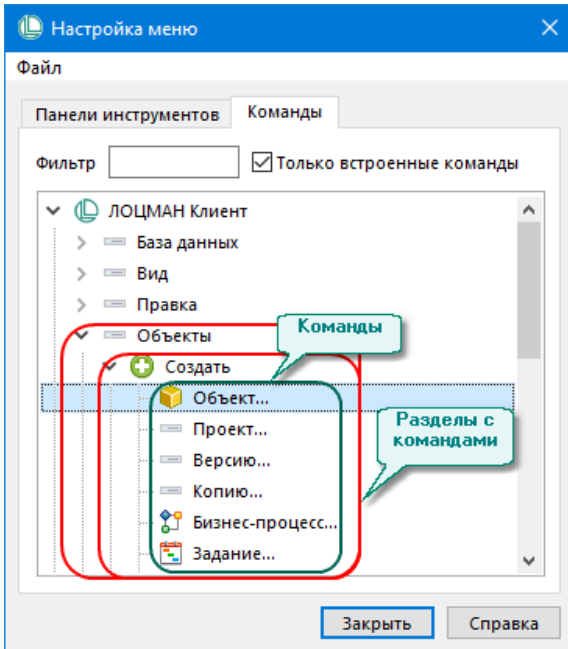 Настройка меню
Файл
Панели инструментов Команды
Фильтр Только встроенные команды
ЛОЦМАН Клиент
База данных
Вид
Правка
Объекты
Команды
Создать
Объект...
Проект...
Разделы с
командами
Версию...
Копию...
Бизнес-процесс...
Задание...
Закрыть Справка